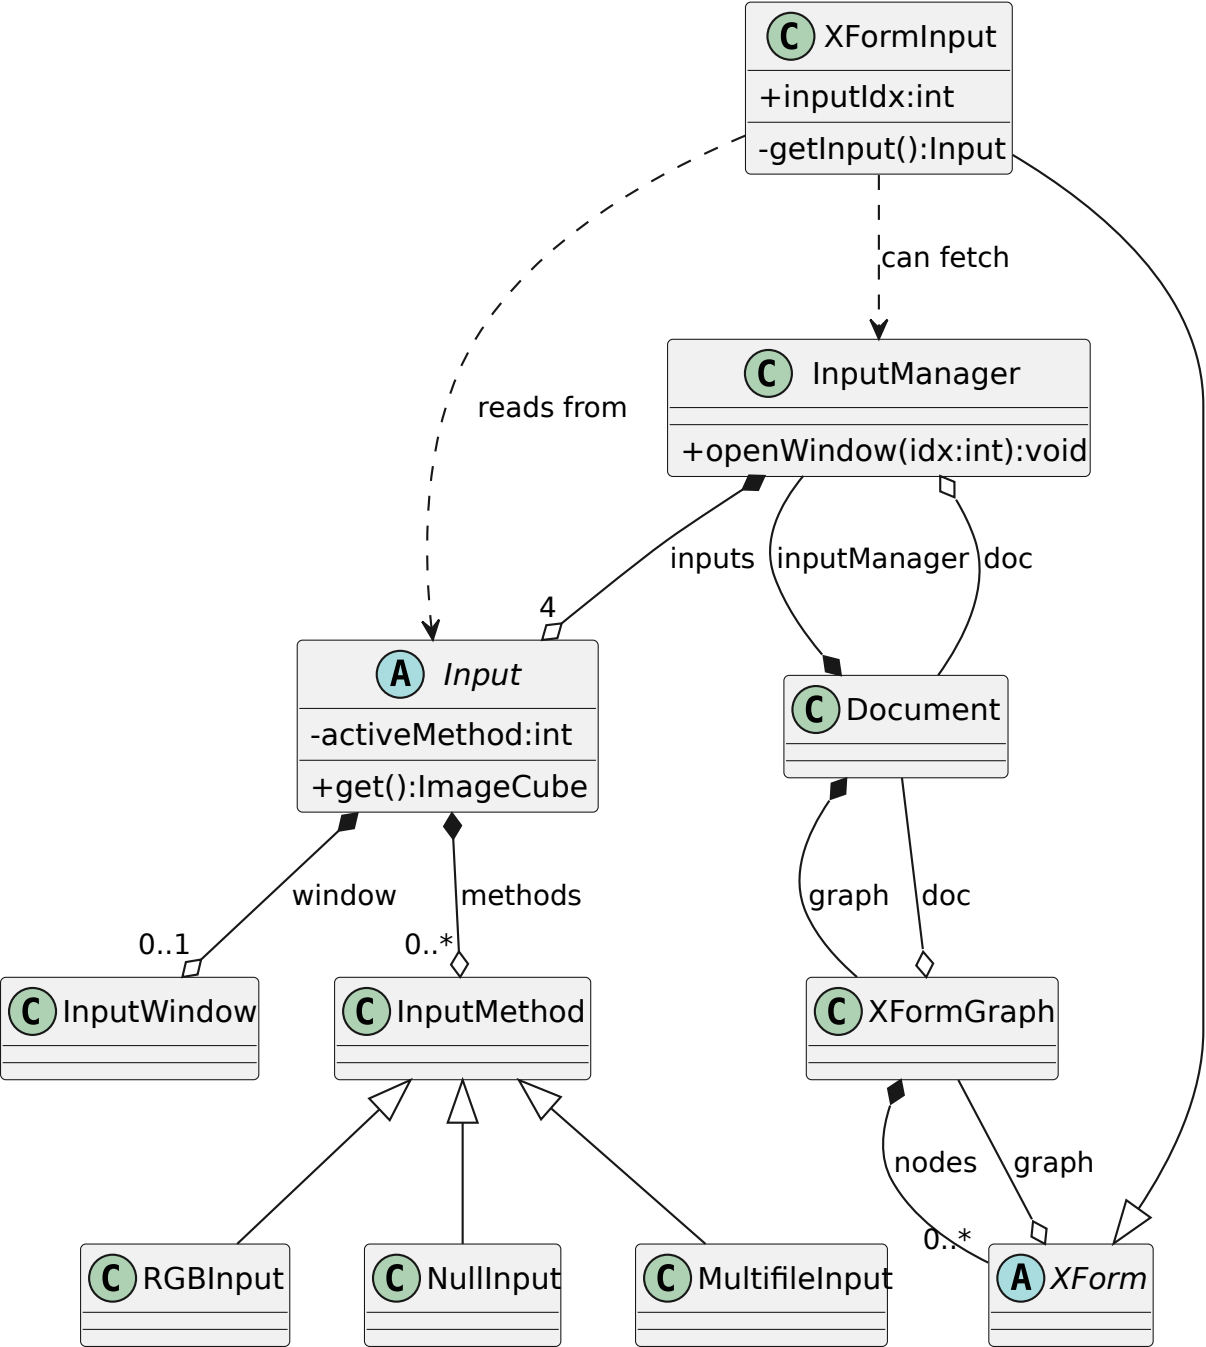 C XFormInput
+inputIdx:int
-getInput():Input
can fetch
C InputManager
+openWindow(idx:int):void
reads from
inputs
inputManager
doc
4
A Input
-activeMethod:int
+get():ImageCube
C Document
window
methods
graph
doc
0..1
0..*
C InputWindow
C InputMethod
C XFormGraph
nodes
graph
0..*
C RGBInput
C NullInput
C MultifileInput
A XForm